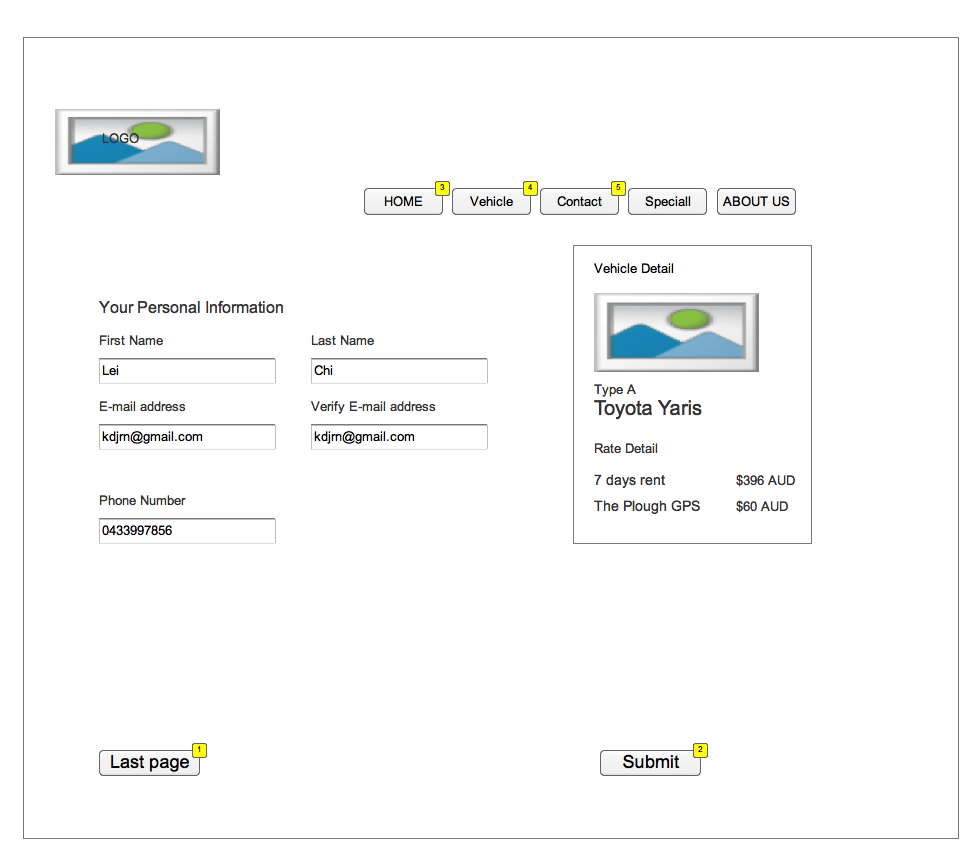 LOGO
3 4 5
HOME Vehicle Contact Speciall ABOUT US
Vehicle Detail
Your Personal Information
First Name Last Name
Lei Chi
E-mail address Verify E-mail address
kdjrn@gmail.com kdjrn@gmail.com
Phone Number
0433997856
Type A
Toyota Yaris
Rate Detail
7 days rent $396 AUD
The Plough GPS $60 AUD
1 2
Last page Submit